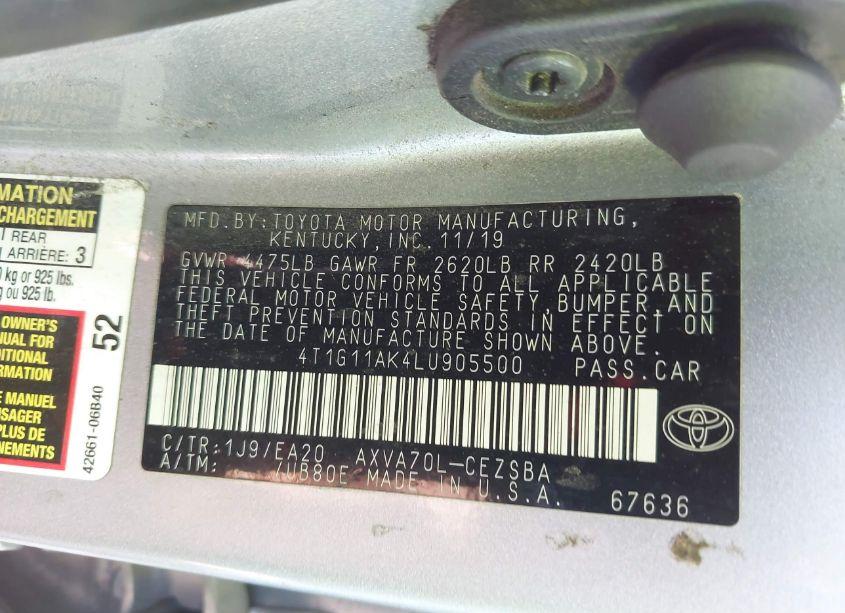 MATION
CHARGEMENT
REAR
ARRIÈRE: 3
kg or 925 lbs.
ou 925 lb.
OWNER'S
UAL FOR
DITIONAL
RMATION
E MANUEL
USAGER
PLUS DE
NEMENTS
52
42661-06B40
MFD.BY:TOYOTA MOTOR MANUFACTURING,
KENTUCKY,INC. 11/19
GVWR 4475LB GAWR FR 2620LB RR 2420LB
THIS VEHICLE CONFORMS TO ALL APPLICABLE
FEDERAL MOTOR VEHICLE SAFETY,BUMPER,AND
THEFT PREVENTION STANDARDS IN EFFECT ON
THE DATE OF MANUFACTURE SHOWN ABOVE.
4T1G11AK4LU905500 PASS.CAR
C/TR:1J9/EA20 AXVA70L-CEZSBA
A/TM: /UB80E MADE IN U.S.A.
67636